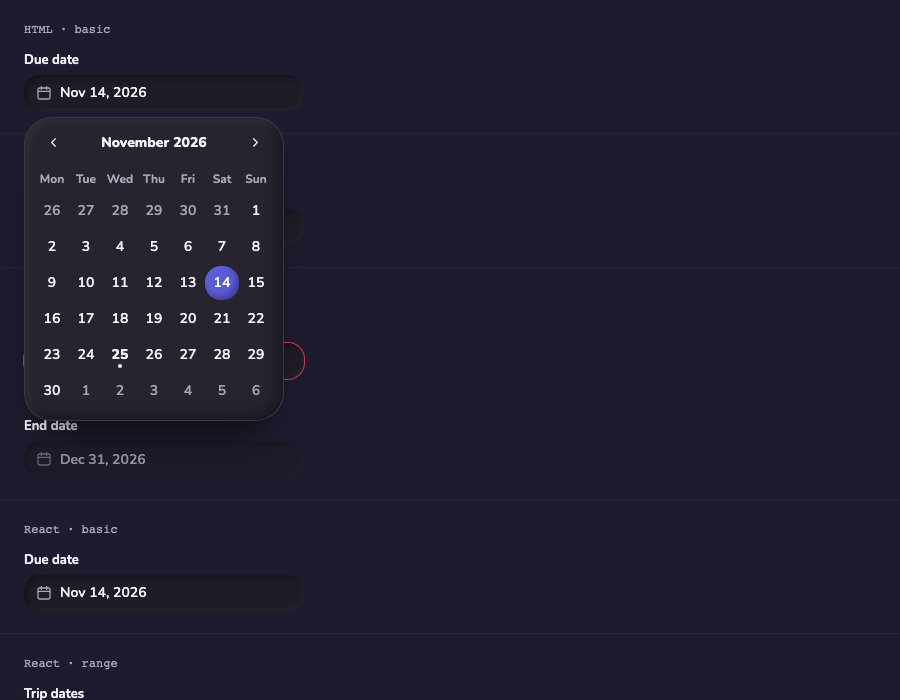 HTML · basic
Due date
Nov 14, 2026
November 2026
Mon Tue Wed Thu Fri Sat Sun
26 27 28 29 30 31 1
2 3 4 5 6 7 8
9 10 11 12 13 14 15
16 17 18 19 20 21 22
23 24 25 26 27 28 29
30 1 2 3 4 5 6
End date
Dec 31, 2026
React · basic
Due date
Nov 14, 2026
React · range
Trip dates